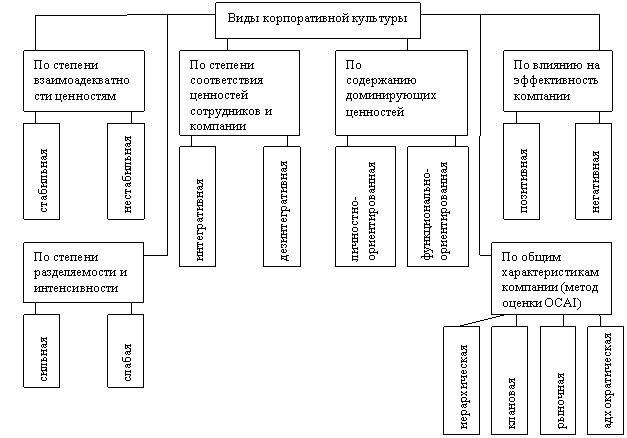 Виды корпоративной культуры
По степени
взаимоадекватно
сти ценностям
стабильная
нестабильная
По степени
соответствия
ценностей
сотрудников и
компании
интегративная
дезинтегративная
По
содержанию
доминирующих
ценностей
личностно-
ориентированная
функционально-
ориентированная
По влиянию на
эффективность
компании
позитивная
негативная
По степени
разделяемости и
интенсивности
сильная
слабая
По общим
характеристикам
компании (метод
оценки OCAI)
иерархическая
клановая
рыночная
адхократическая